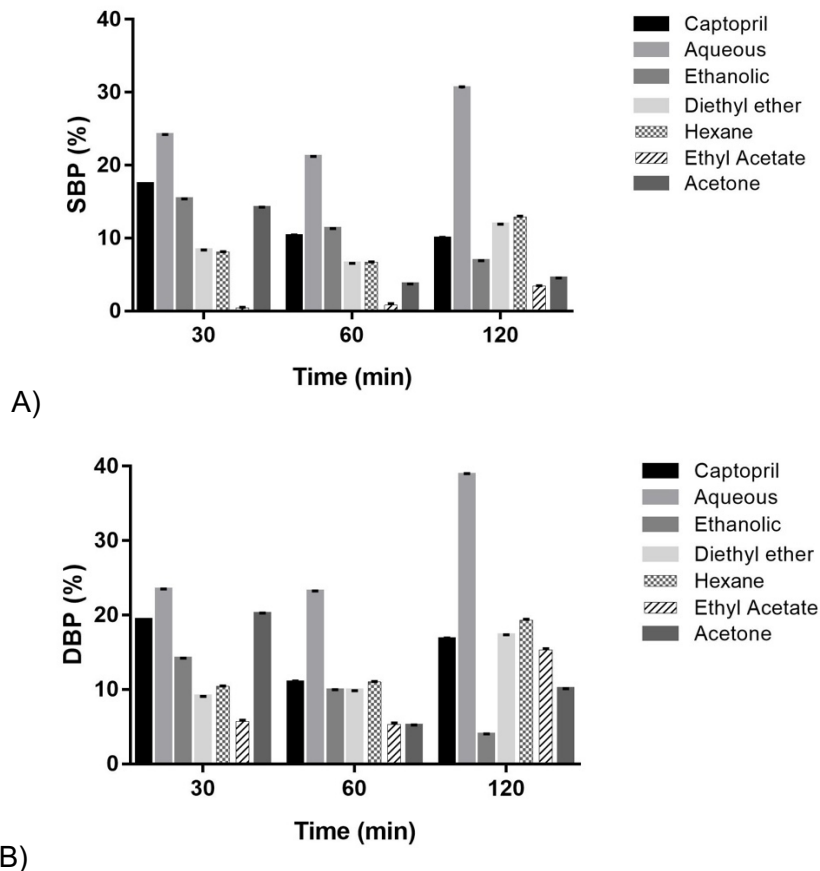 40
30
20
10
0
SBP (%)
30
60
120
Time (min)
Captopril
Aqueous
Ethanolic
Diethyl ether
Hexane
Ethyl Acetate
Acetone
A)
40
30
20
10
0
DBP (%)
30
60
120
Time (min)
Captopril
Aqueous
Ethanolic
Diethyl ether
Hexane
Ethyl Acetate
Acetone
B)